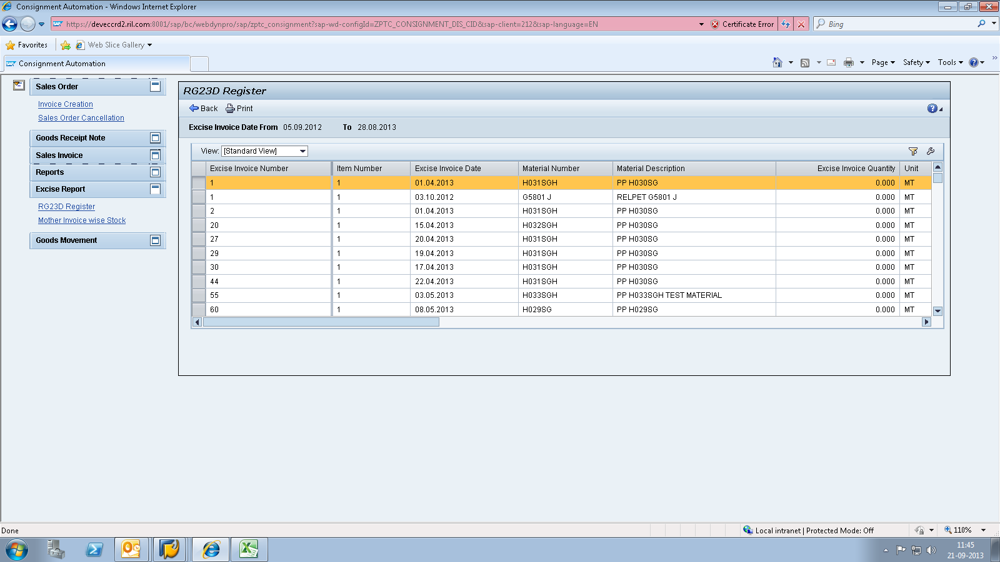 Consignment Automation - Windows Internet Explorer
https://deveccrd2.ril.com:8001/sap/bc/webdynpro/sap/zptc_consignment?sap-wd-configId=ZPTC_CONSIGNMENT_DIS_CID&sap-client=212&sap-language=EN Certificate Error Bing
Favorites Web Slice Gallery
SAP Consignment Automation Page Safety Tools »
Sales Order
Invoice Creation
Sales Order Cancellation
Goods Receipt Note
Sales Invoice
Reports
Excise Report
RG23D Register
Mother Invoice wise Stock
Goods Movement
RG23D Register
Back Print
Excise Invoice Date From 05.09.2012 To 28.08.2013
View: [Standard View]
Excise Invoice Number Item Number Excise Invoice Date Material Number Material Description Excise Invoice Quantity Unit
1 1 01.04.2013 H031SGH PP H030SG 0.000 MT
1 1 03.10.2012 G5801 J RELPET G5801 J 0.000 MT
2 1 01.04.2013 H031SGH PP H030SG 0.000 MT
20 1 15.04.2013 H032SGH PP H030SG 0.000 MT
27 1 20.04.2013 H031SGH PP H030SG 0.000 MT
29 1 19.04.2013 H031SGH PP H030SG 0.000 MT
30 1 17.04.2013 H031SGH PP H030SG 0.000 MT
44 1 22.04.2013 H031SGH PP H030SG 0.000 MT
55 1 03.05.2013 H033SGH PP H033SGH TEST MATERIAL 0.000 MT
60 1 08.05.2013 H029SG PP H029SG 0.000 MT
Done Local intranet | Protected Mode: Off 110%
11:45
21-09-2013